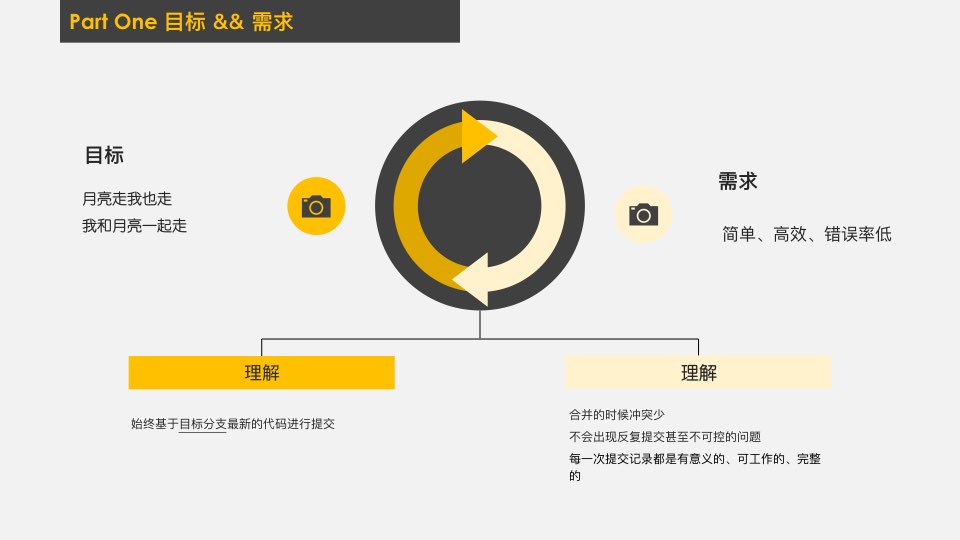 Part One 目标 && 需求
目标
月亮走我也走
我和月亮一起走
需求
简单、高效、错误率低
理解
始终基于目标分支最新的代码进行提交
理解
合并的时候冲突少
不会出现反复提交甚至不可控的问题
每一次提交记录都是有意义的、可工作的、完整
的